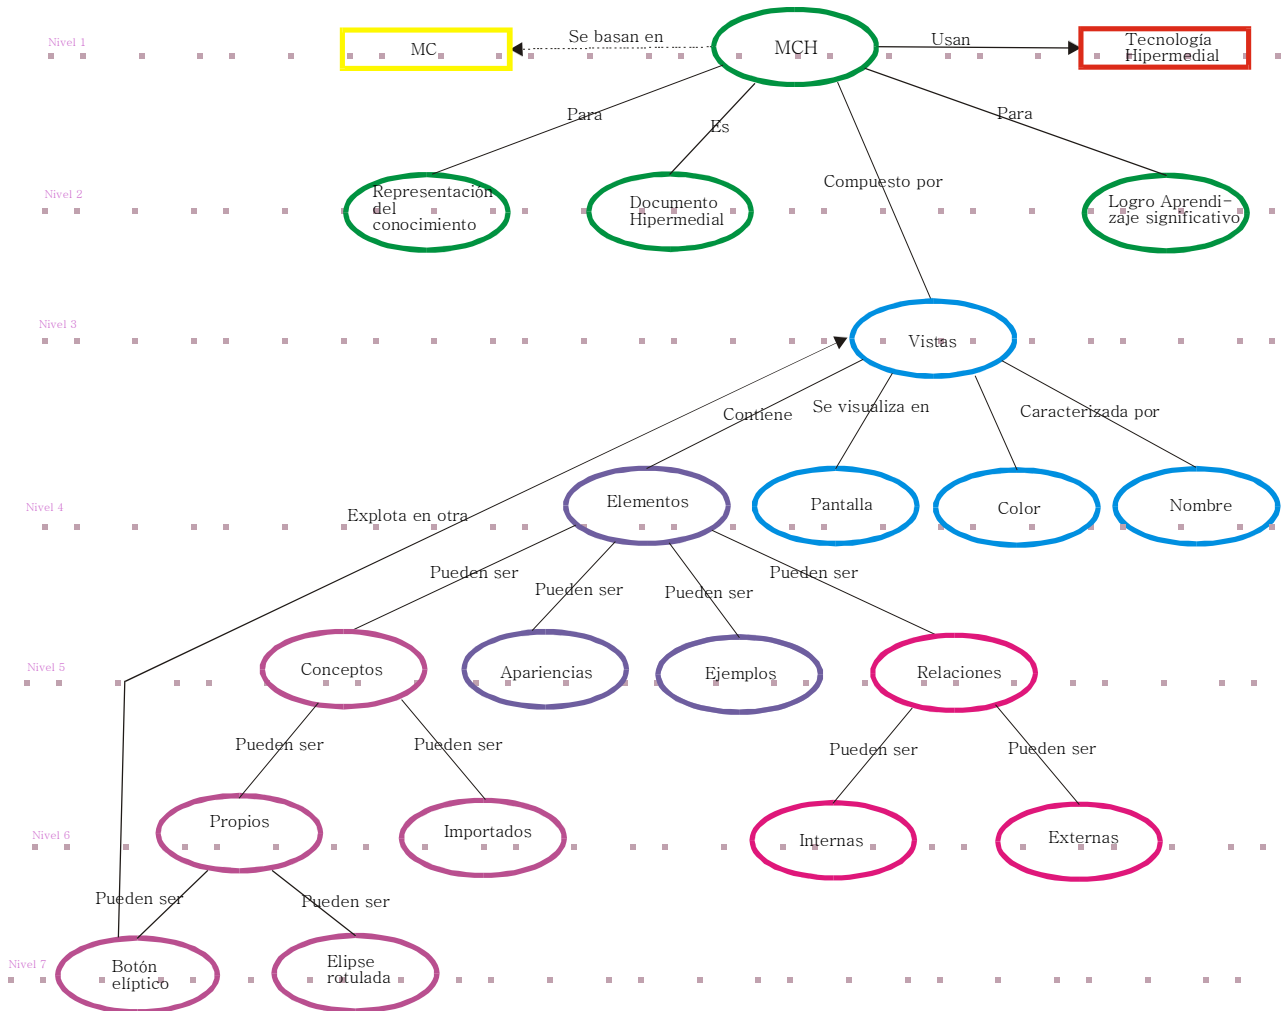 Se basan en
Usan
Nivel 1
MC
MCH
Tecnología
Hipermedial
Para
Es
Para
Compuesto por
Nivel 2
Representación
del
conocimiento
Documento
Hipermedial
Logro Aprendi-
zaje significativo
Nivel 3
Vistas
Contiene
Se visualiza en
Caracterizada por
Nivel 4
Elementos
Pantalla
Color
Nombre
Explota en otra
Pueden ser
Pueden ser
Pueden ser
Pueden ser
Nivel 5
Conceptos
Apariencias
Ejemplos
Relaciones
Pueden ser
Pueden ser
Pueden ser
Pueden ser
Nivel 6
Propios
Importados
Internas
Externas
Pueden ser
Pueden ser
Nivel 7
Botón
elíptico
Elipse
rotulada